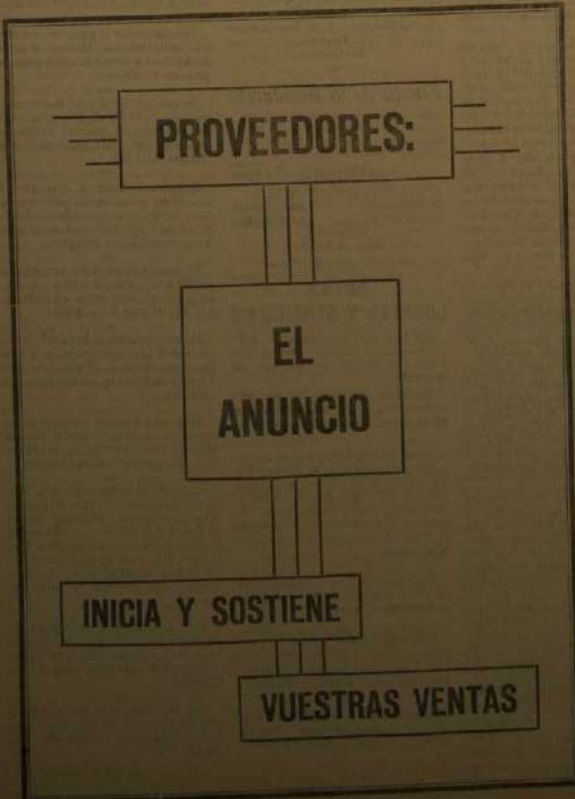 PROVEEDORES:
EL
ANUNCIO
INICIA Y SOSTIENE
VUESTRAS VENTAS